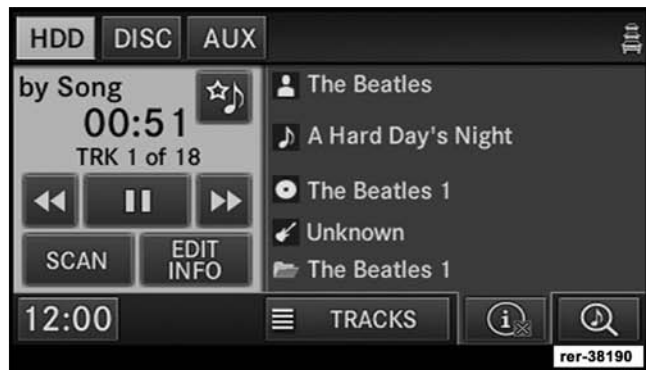 HDD DISC AUX
by Song
00:51
TRK 1 of 18
SCAN
EDIT
INFO
The Beatles
A Hard Day's Night
The Beatles 1
Unknown
The Beatles 1
12:00
TRACKS
i
rer-38190